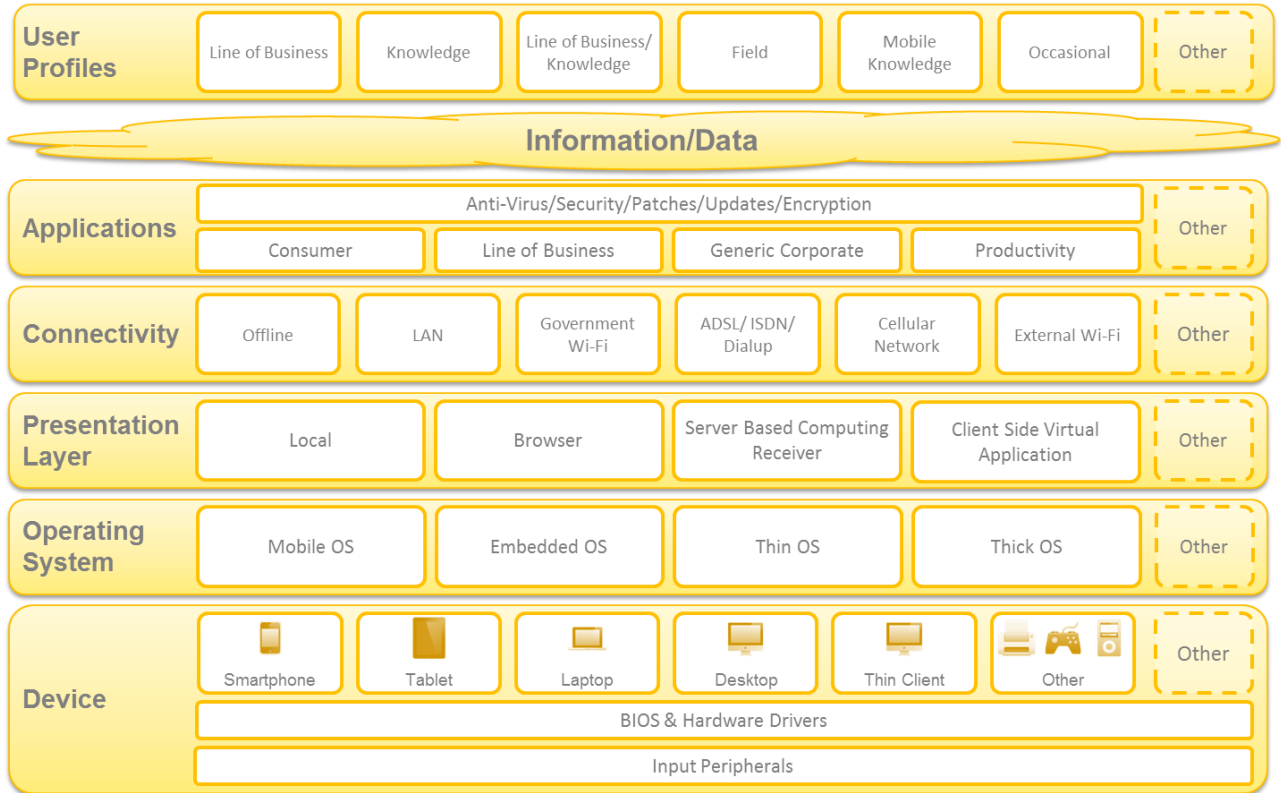 User
Profiles
Line of Business
Knowledge
Line of Business/
Knowledge
Field
Mobile
Knowledge
Occasional
Other
Information/Data
Applications
Anti-Virus/Security/Patches/Updates/Encryption
Consumer
Line of Business
Generic Corporate
Productivity
Other
Connectivity
Offline
LAN
Government
Wi-Fi
ADSL/ ISDN/
Dialup
Cellular
Network
External Wi-Fi
Other
Presentation
Layer
Local
Browser
Server Based Computing
Receiver
Client Side Virtual
Application
Other
Operating
System
Mobile OS
Embedded OS
Thin OS
Thick OS
Other
Device
Smartphone
Tablet
Laptop
Desktop
Thin Client
Other
Other
BIOS & Hardware Drivers
Input Peripherals